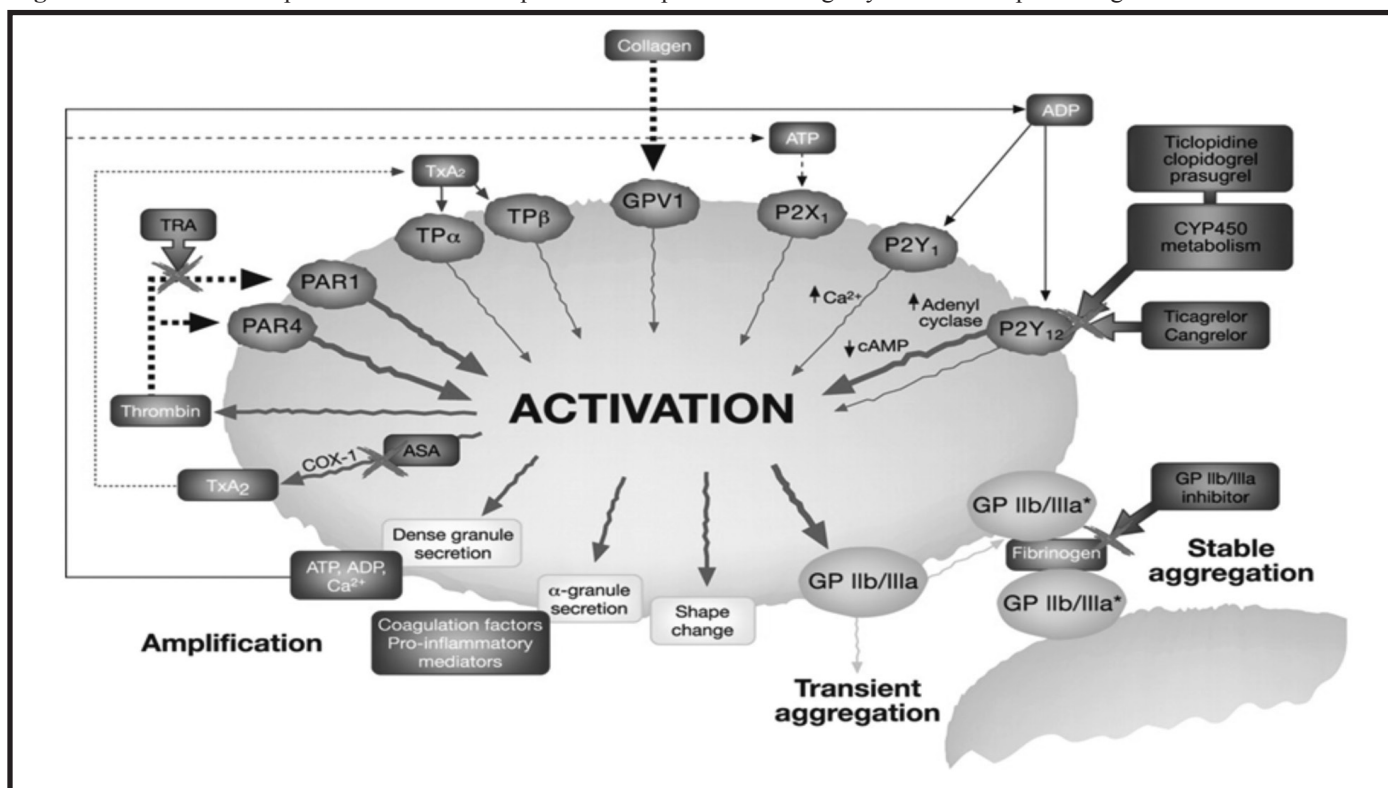 Collagen
ADP
ATP
Ticlopidine
clopidogrel
prasugrel
TxA2
GPV1
P2X1
TPβ
TRA
TPα
P2Y1
CYP450
metabolism
PAR1
Ca2+
Adenyl
cyclase
PAR4
P2Y12
Ticagrelor
Cangrelor
cAMP
Thrombin
ACTIVATION
COX-1
ASA
TxA2
GP IIb/IIIa*
GP IIb/IIIa
inhibitor
Dense granule
secretion
Fibrinogen
Stable
aggregation
ATP, ADP,
Ca2+
GP IIb/IIIa
α-granule
secretion
GP IIb/IIIa*
Shape
change
Amplification
Coagulation factors
Pro-inflammatory
mediators
Transient
aggregation